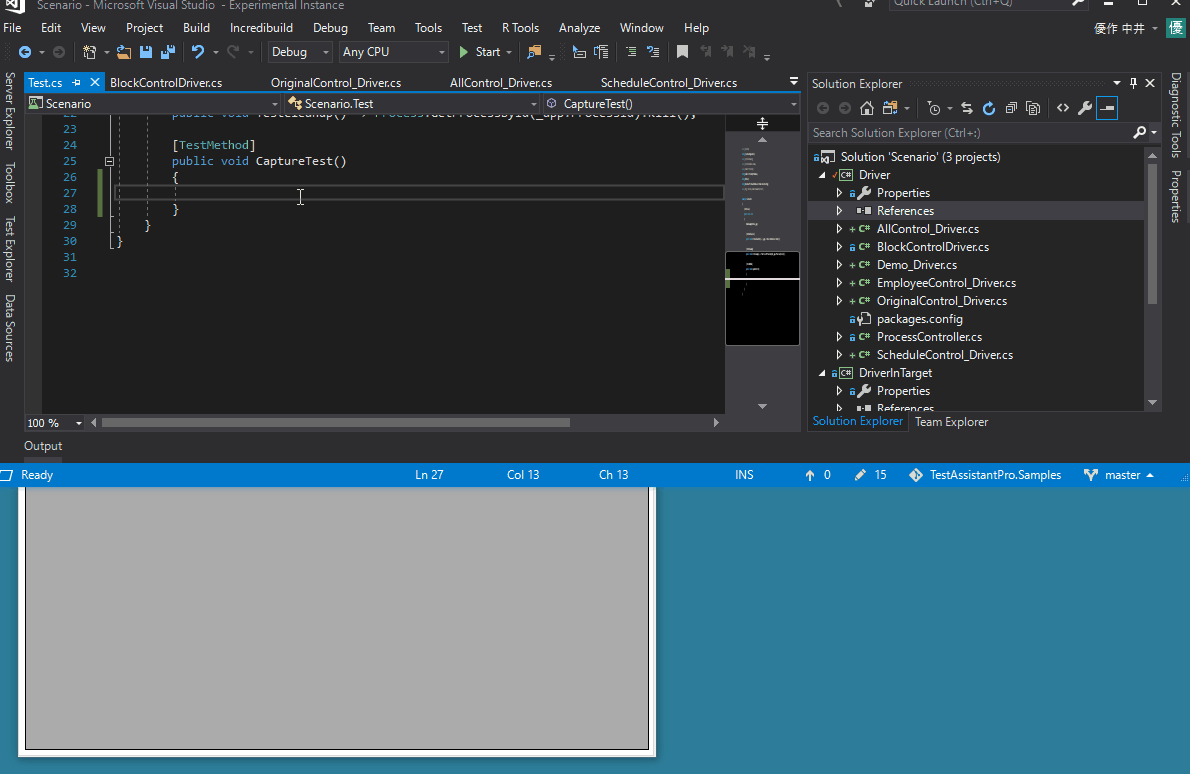 Scenario - Microsoft Visual Studio - Experimental Instance
Quick Launch (Ctrl+Q)
File Edit View Project Build Incredibuild Debug Team Tools Test R Tools Analyze Window Help
優作 中井 優
Debug Any CPU Start
Test.cs BlockControlDriver.cs OriginalControl_Driver.cs AllControl_Driver.cs ScheduleControl_Driver.cs
Scenario Scenario.Test CaptureTest()
22 public void TestCleanup() => Process.GetProcessById(_app.ProcessId).Kill();
23
24 [TestMethod]
25 public void CaptureTest()
26 {
27
28 }
29 }
30 }
31
32
100 %
Server Explorer
Toolbox
Test Explorer
Data Sources
Solution Explorer
Search Solution Explorer (Ctrl+:)
Solution 'Scenario' (3 projects)
C# Driver
Properties
References
+ C# AllControl_Driver.cs
C# BlockControlDriver.cs
+ C# Demo_Driver.cs
+ C# EmployeeControl_Driver.cs
+ C# OriginalControl_Driver.cs
packages.config
C# ProcessController.cs
+ C# ScheduleControl_Driver.cs
C# DriverInTarget
Properties
References
Solution Explorer Team Explorer
Diagnostic Tools
Properties
Output
Ready Ln 27 Col 13 Ch 13 INS 0 15 TestAssistantPro.Samples master